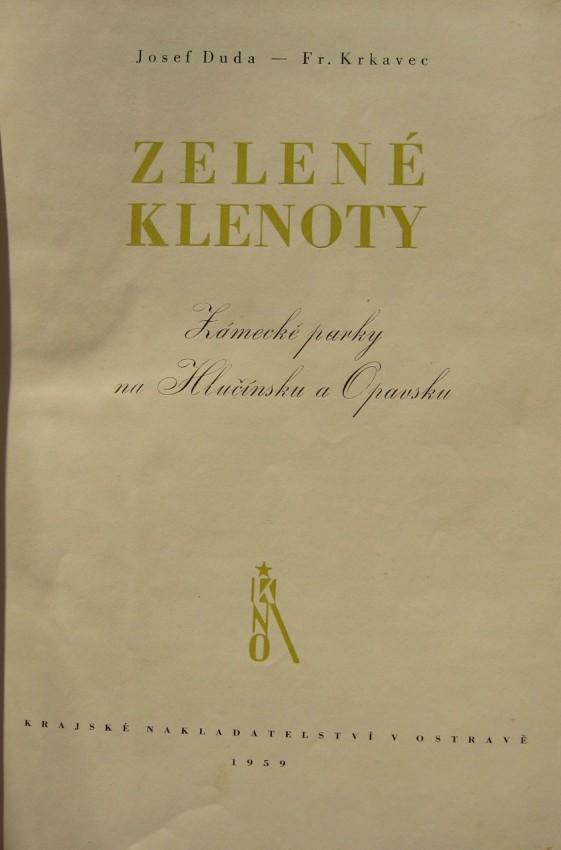 Josef Duda — Fr. Krkavec
ZELENÉ
KLENOTY
Zámecké parky
na Hlučínsku a Opavsku
KNO
KRAJSKÉ NAKLADATELSTVÍ V OSTRAVĚ
1959